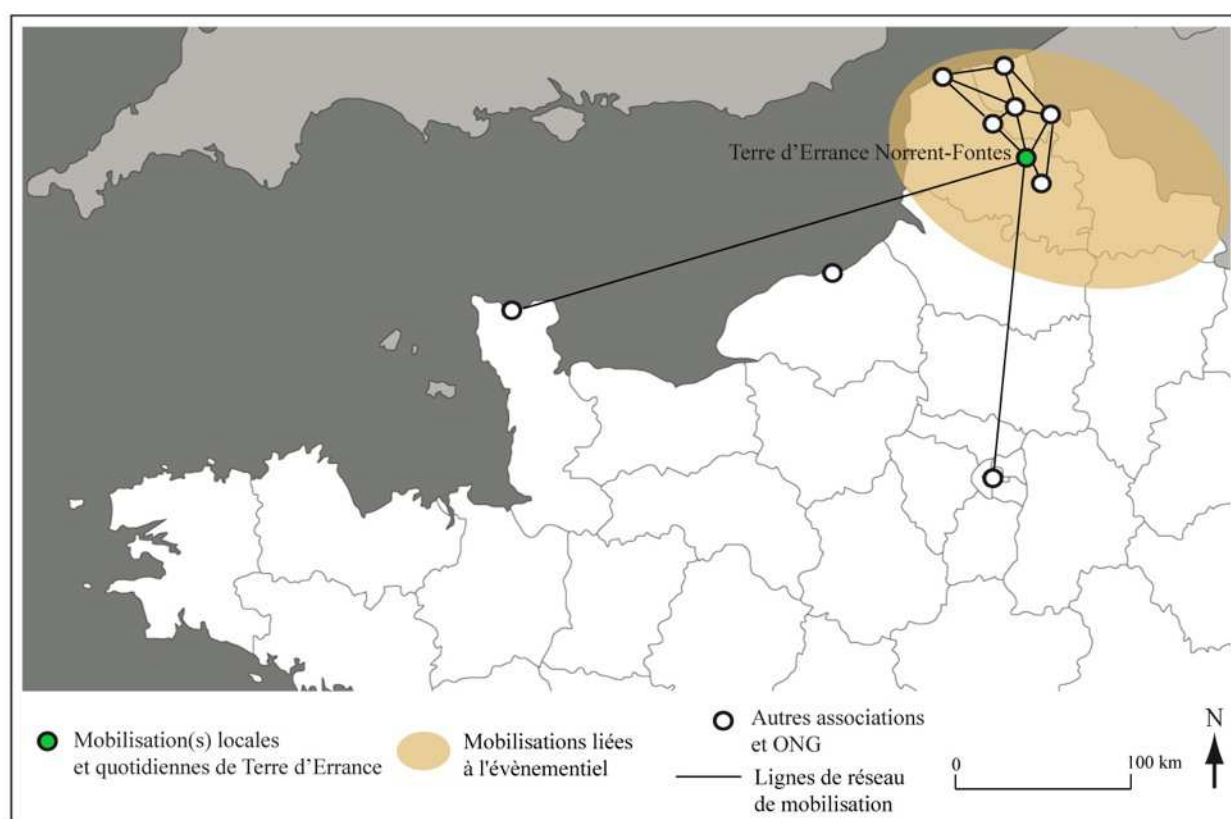 Terre d'Errance Norrent-Fontes
Mobilisation(s) locales
et quotidiennes de Terre d'Errance
Mobilisations liées
à l'évènementiel
Autres associations
et ONG
Lignes de réseau
de mobilisation
0
100 km
N